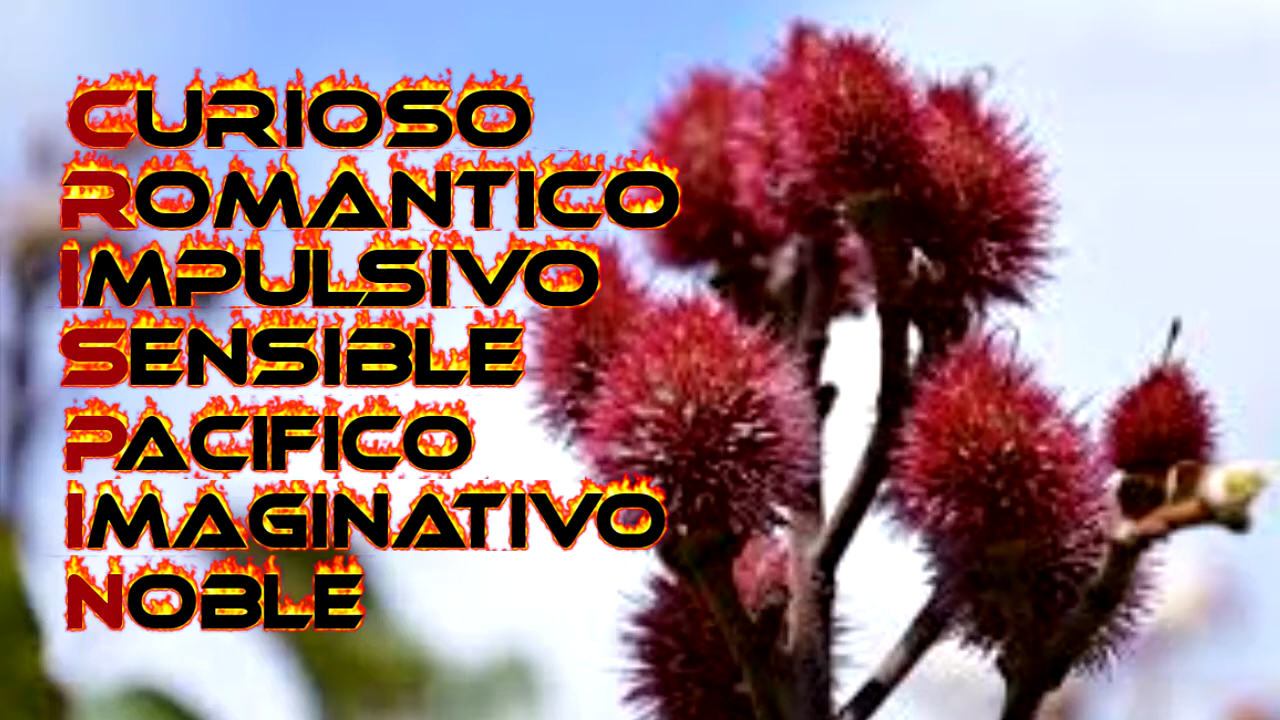 CURIOSO
ROMANTICO
IMPULSIVO
SENSIBLE
PACIFICO
IMAGINATIVO
NOBLE